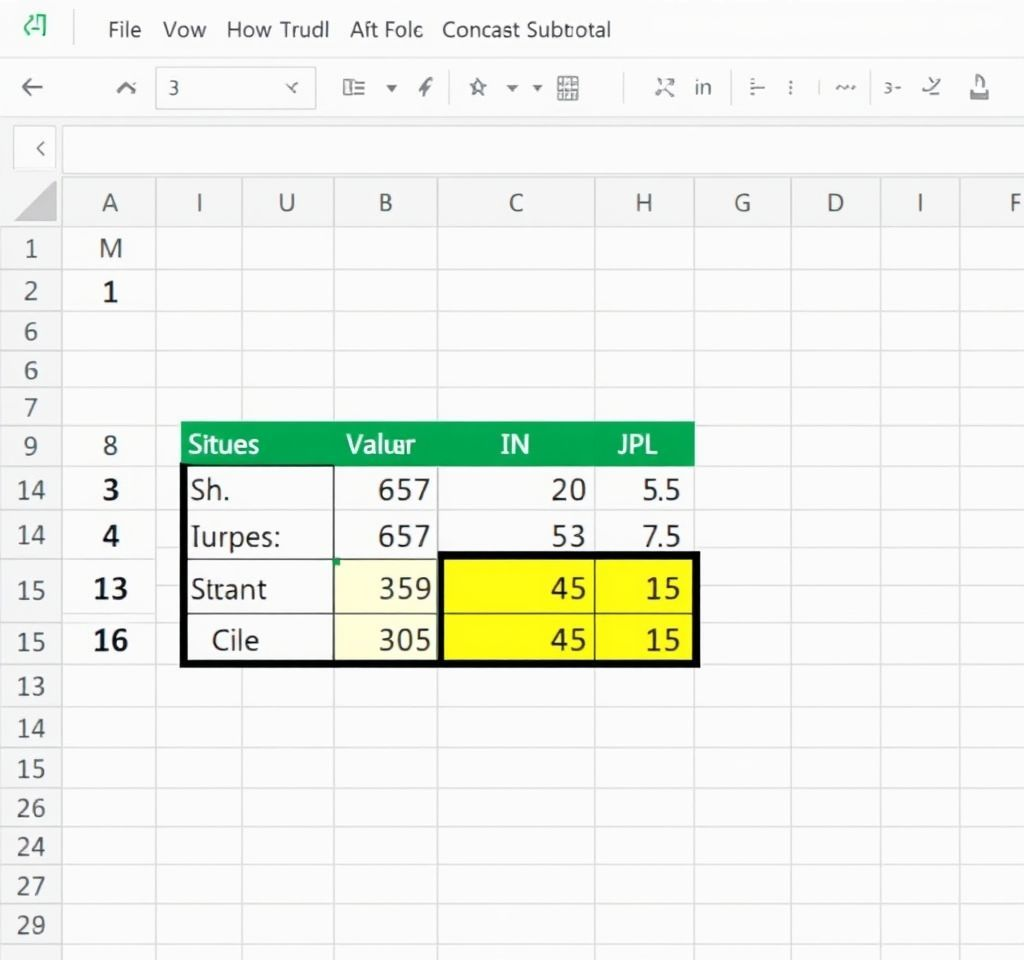 File Vow How Trudl Aft Folc Concast Subtotal
3 in 3-
A I U B C H G D I F
1 M
2 1
6
6
7
9 8 Situes Valuar IN JPL
14 3 Sh. 657 20 5.5
14 4 Iurpes: 657 53 7.5
15 13 Strant 359 45 15
15 16 Cile 305 45 15
13
14
15
26
24
27
29